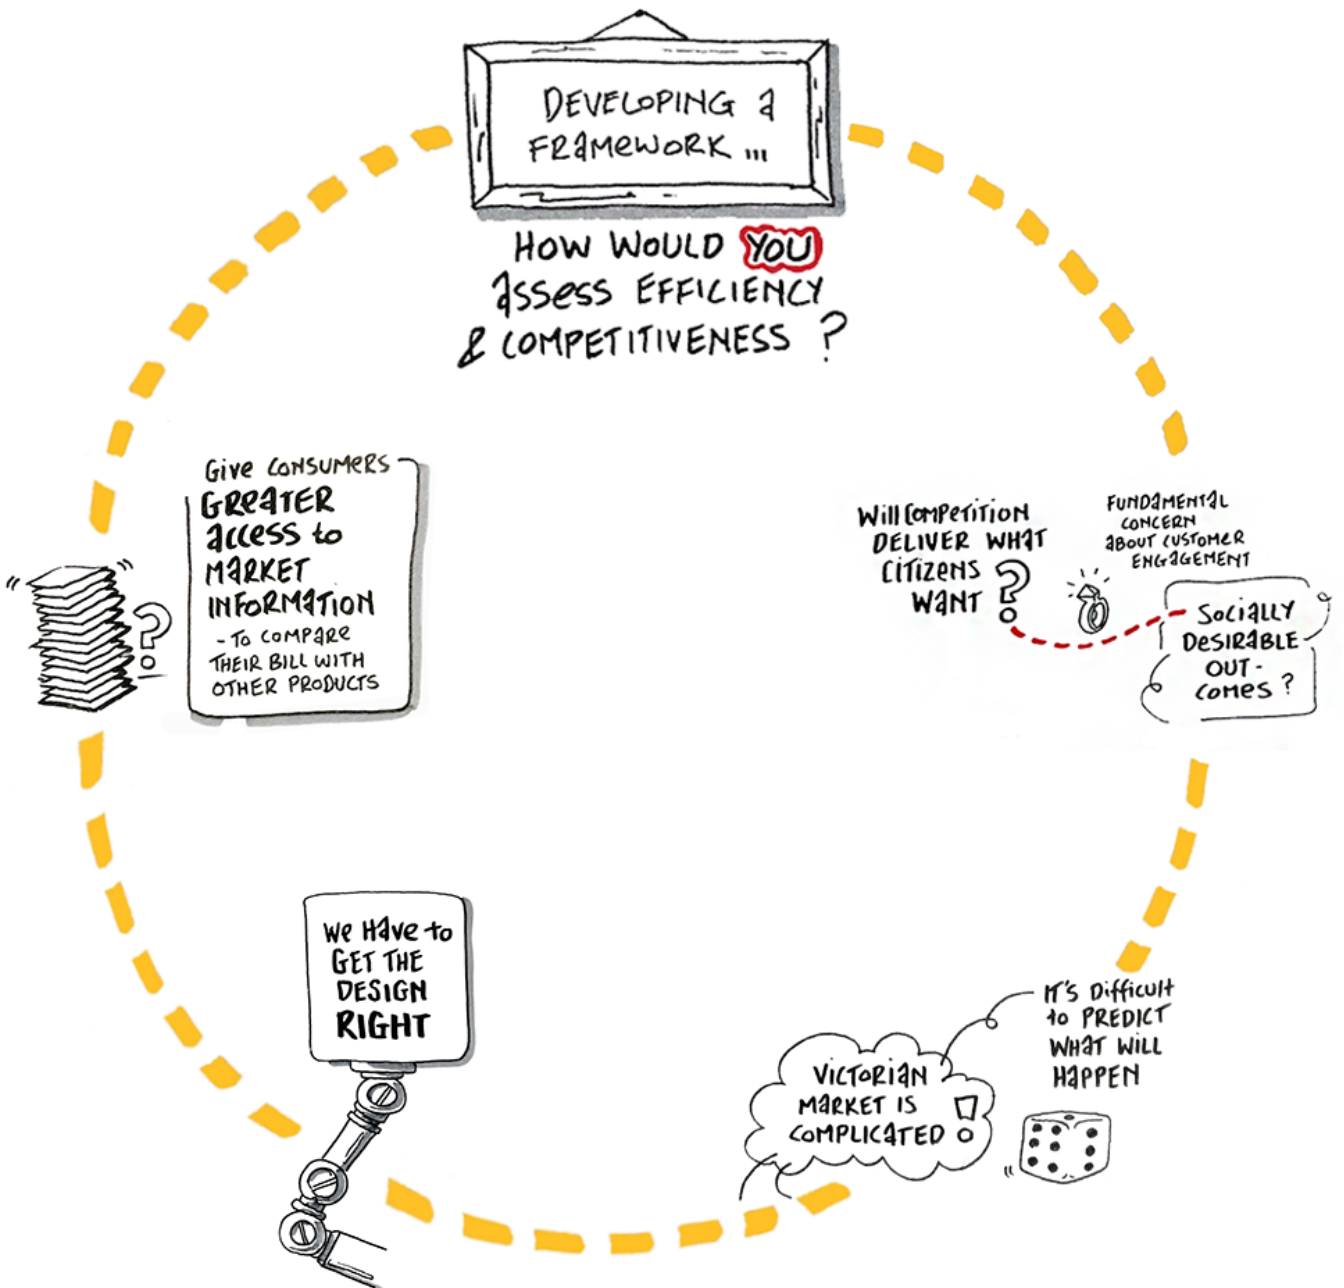 DEVELOPING a
FRaMeWORK ...
HOW WOULD YOU
assess EFFICIENCY
& COMPETITIVENESS ?
Give CONSUMERS
GReaTER
access to
MaRKET
INFORMaTION
- TO COMPaRe
THEIR BILL WITH
OTHER PRODUCTS
Will COMPETITION
DELIVER WHaT
CITIZENS
WaNT ?
FUNDaMENTaL
CONCERN
aBOUT CUSTOMeR
ENGaGEMENT
SOCIaLLY
DeSIRaBLE
OUT-
COMes ?
IT'S Difficult
to PREDICT
WHaT WiLL
HaPPEN
VICTORIaN
MaRKET IS
COMPLICaTED !
We Have to
GET THE
DESIGN
RIGHT